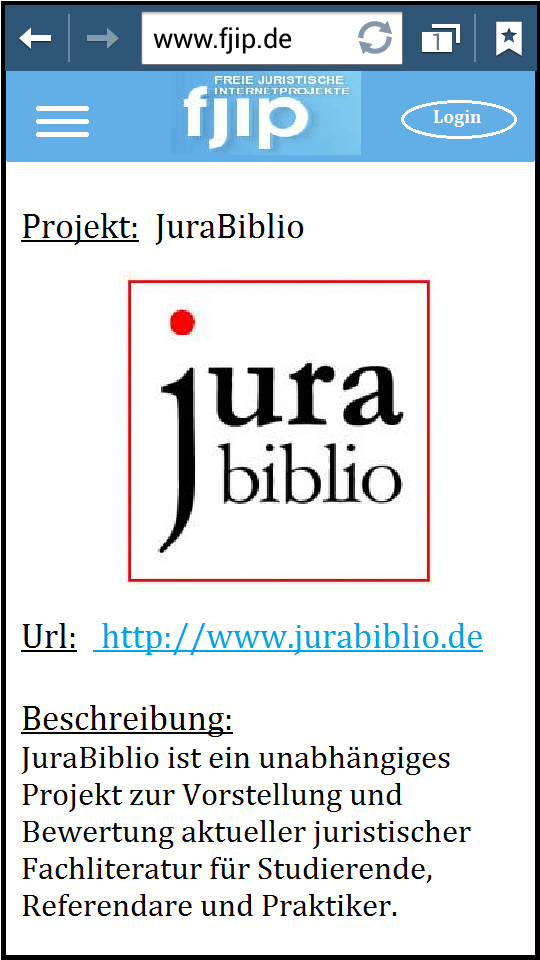 www.fjip.de
1
FREIE JURISTISCHE
INTERNETPROJEKTE
fjip
Login
Projekt: JuraBiblio
jura
biblio
Url: http://www.jurabiblio.de
Beschreibung:
JuraBiblio ist ein unabhängiges
Projekt zur Vorstellung und
Bewertung aktueller juristischer
Fachliteratur für Studierende,
Referendare und Praktiker.